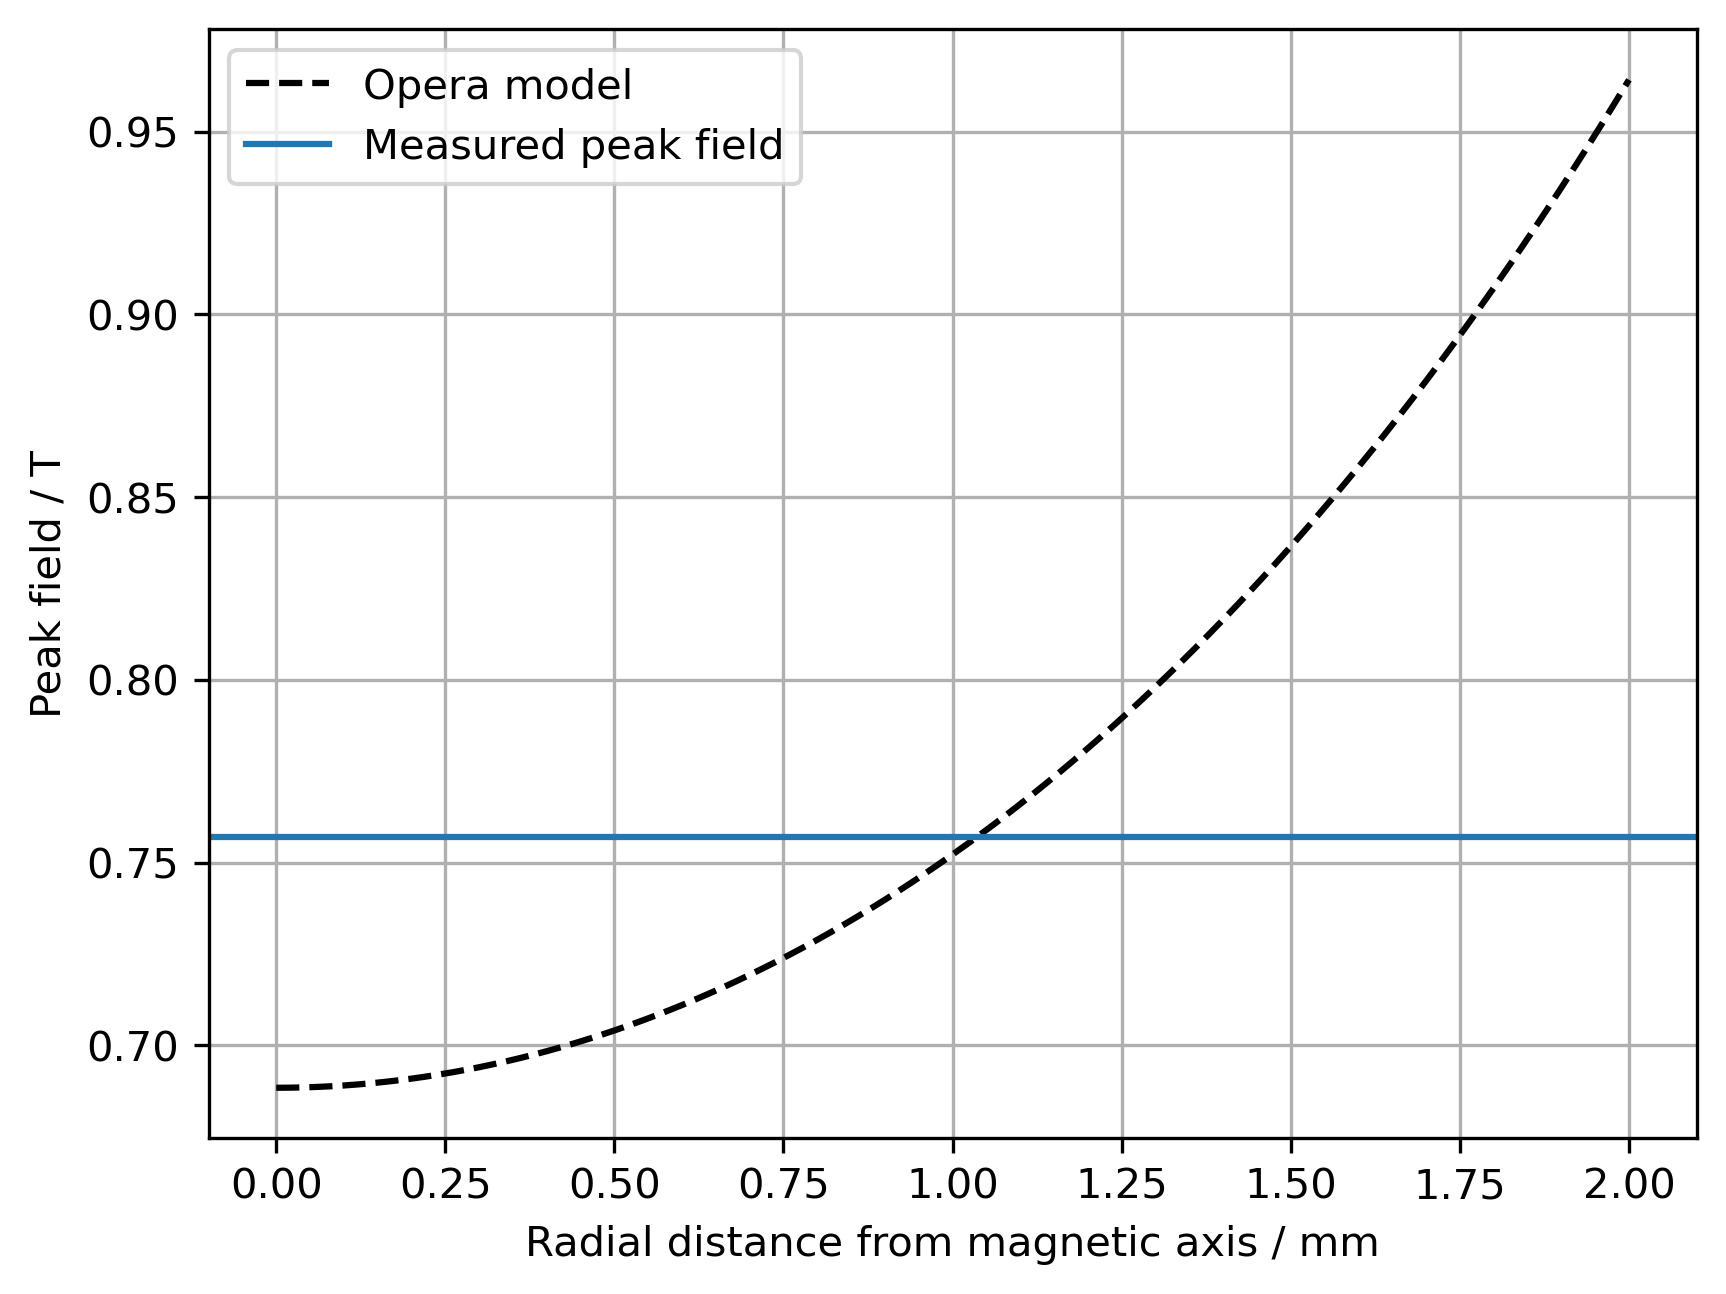 Opera model
Measured peak field
0.95
0.90
0.85
0.80
0.75
0.70
Peak field / T
0.00 0.25 0.50 0.75 1.00 1.25 1.50 1.75 2.00
Radial distance from magnetic axis / mm